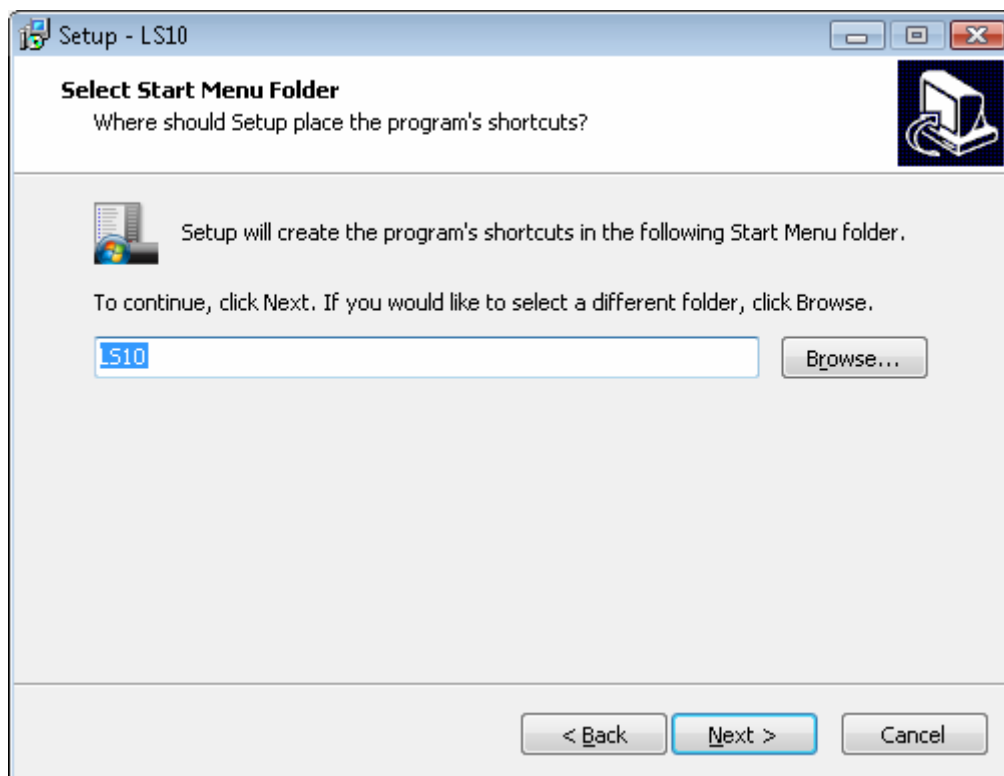 Setup - LS10
Select Start Menu Folder
Where should Setup place the program's shortcuts?
Setup will create the program's shortcuts in the following Start Menu folder.
To continue, click Next. If you would like to select a different folder, click Browse.
LS10
Browse...
< Back
Next >
Cancel